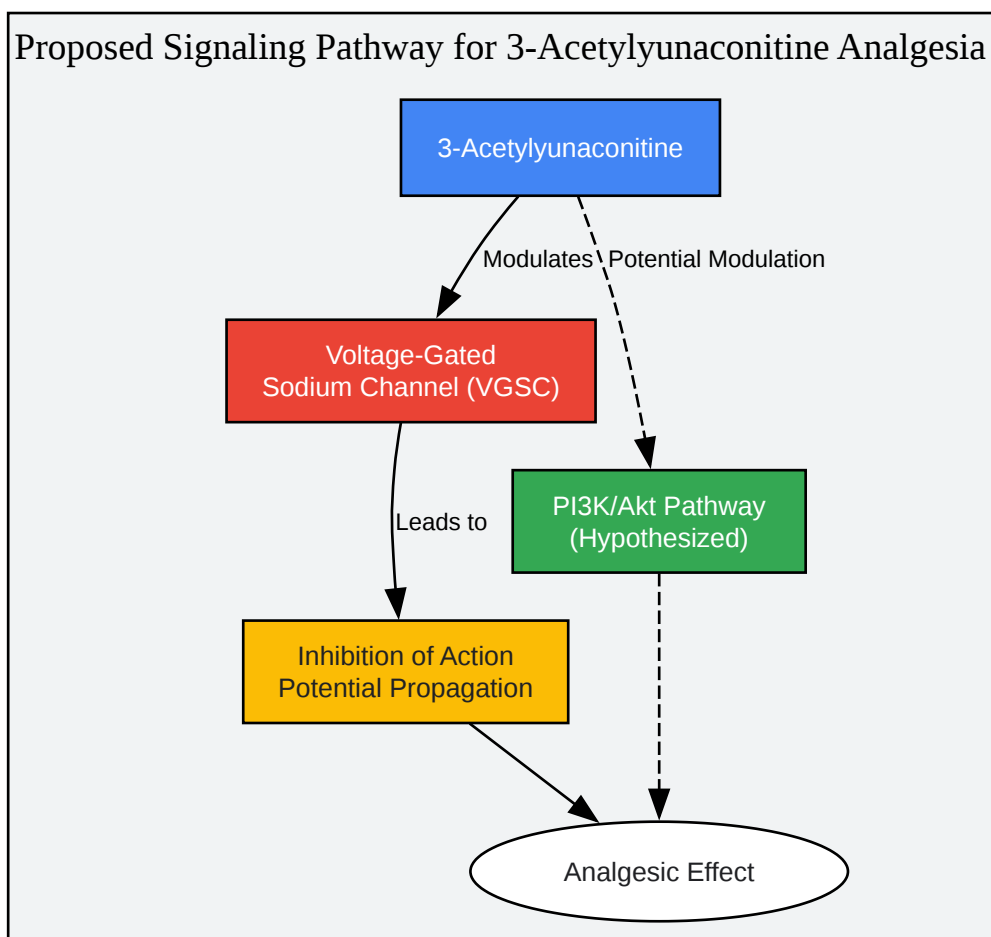 Proposed Signaling Pathway for 3-Acetylyunaconitine Analgesia
3-Acetylyunaconitine
Modulates
Potential Modulation
Voltage-Gated
Sodium Channel (VGSC)
PI3K/Akt Pathway
(Hypothesized)
Leads to
Inhibition of Action
Potential Propagation
Analgesic Effect